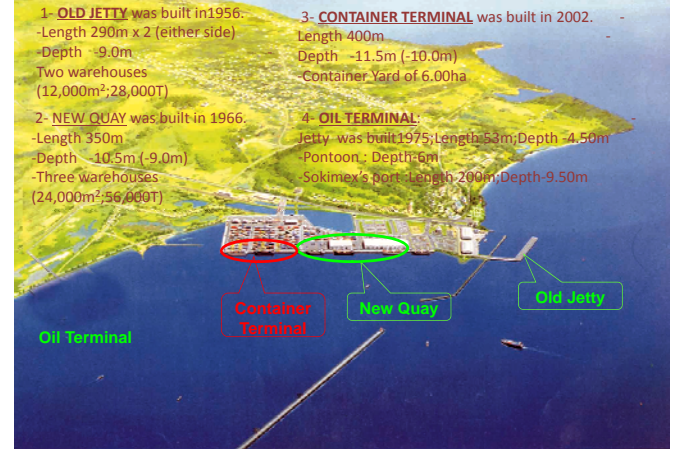 1- OLD JETTY was built in1956.
-Length 290m x 2 (either side)
-Depth -9.0m
Two warehouses
(12,000m²;28,000T)
2- NEW QUAY was built in 1966.
-Length 350m
-Depth -10.5m (-9.0m)
-Three warehouses
(24,000m²;56,000T)
3- CONTAINER TERMINAL was built in 2002. -
Length 400m -
Depth -11.5m (-10.0m)
-Container Yard of 6.00ha
4- OIL TERMINAL:
Jetty was built1975;Length 53m;Depth -4.50m
-Pontoon : Depth-6m
-Sokimex's port :Length 200m;Depth-9.50m
Container
Terminal
New Quay
Old Jetty
Oil Terminal